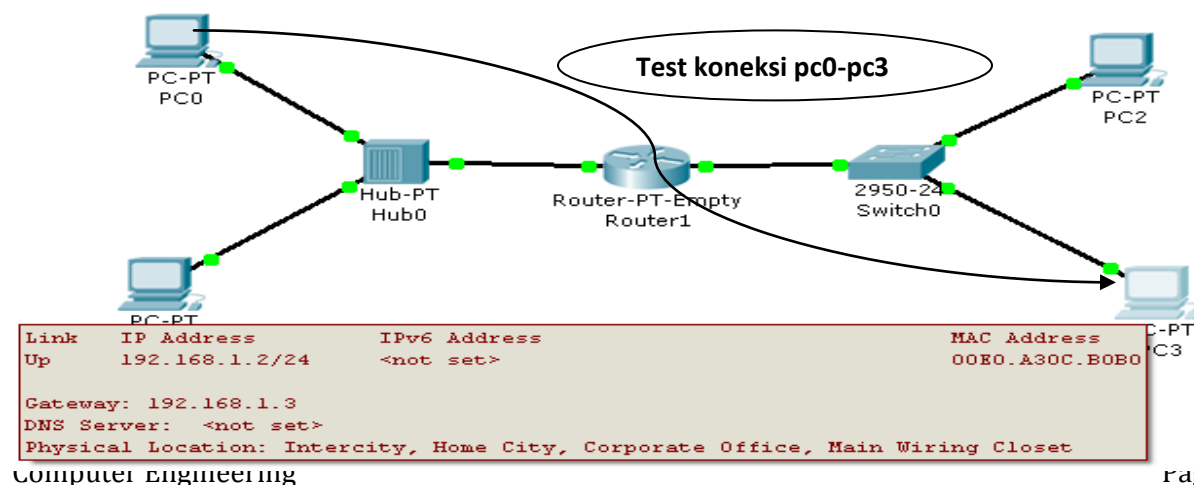 Test koneksi pc0-pc3
PC-PT
PC0
PC-PT
PC2
Hub-PT
Hub0
Router-PT-Empty
Router1
2950-24
Switch0
PC-PT
C-PT
C3
Link IP Address IPv6 Address MAC Address
Up 192.168.1.2/24 <not set> 00E0.A30C.B0B0
Gateway: 192.168.1.3
DNS Server: <not set>
Physical Location: Intercity, Home City, Corporate Office, Main Wiring Closet
Computer Engineering Pa